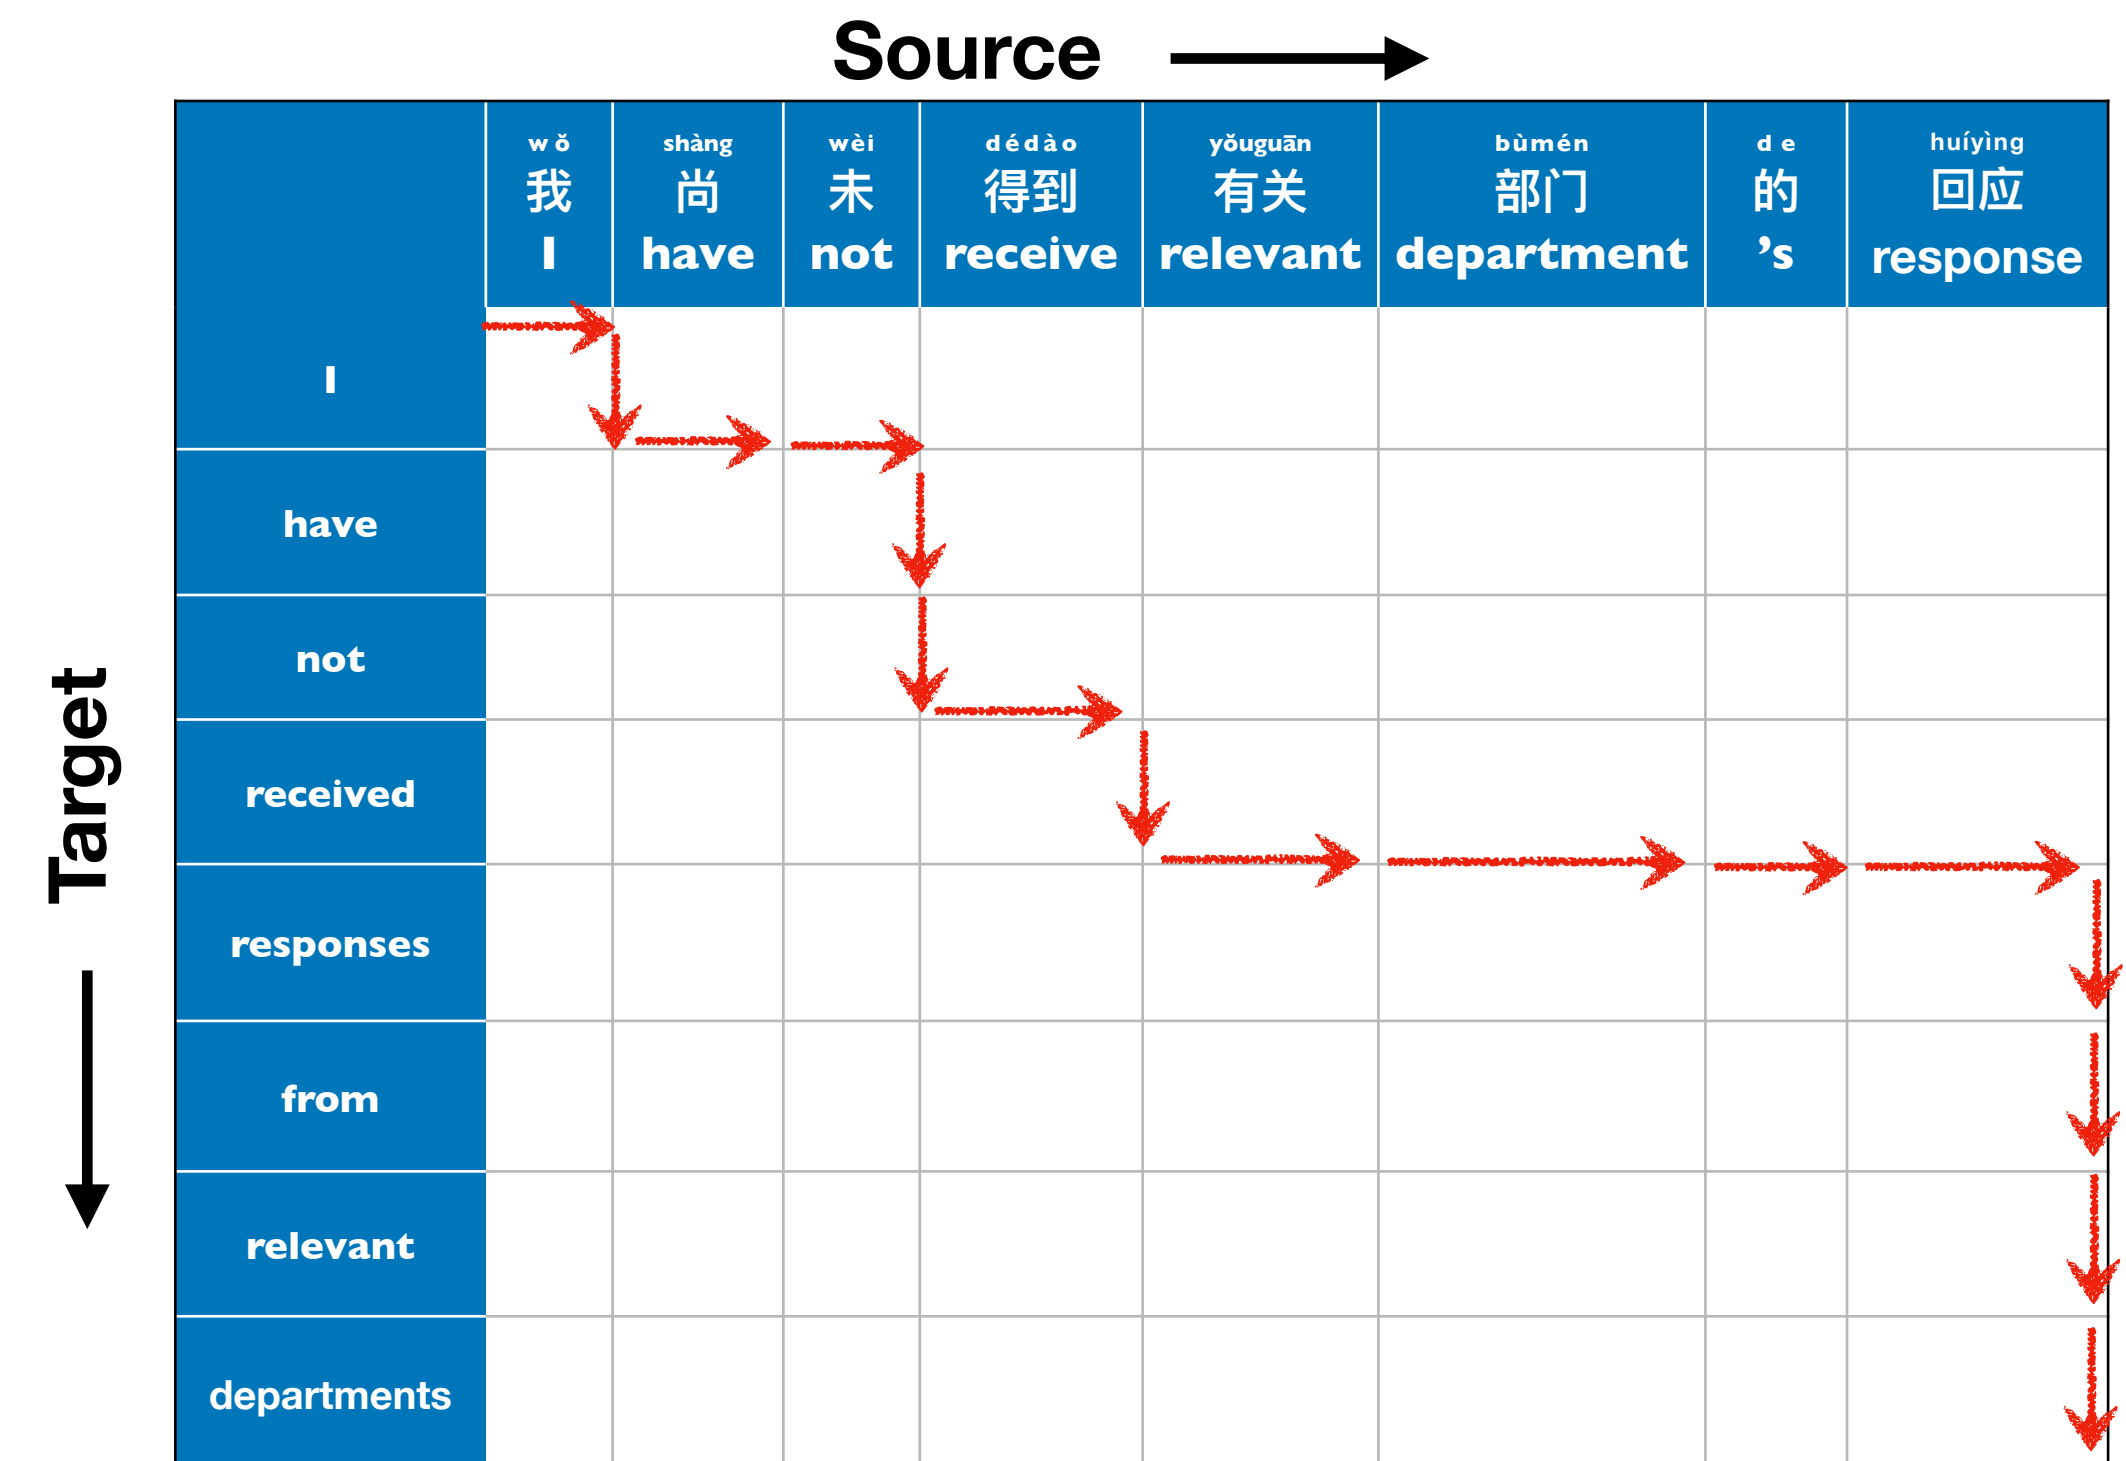 Source
wǒ shàng wèi dédào yǒuguān bùmén de huíyìng
我 尚 未 得到 有关 部门 的 回应
I have not receive relevant department ’s response
Target
I
have
not
received
responses
from
relevant
departments